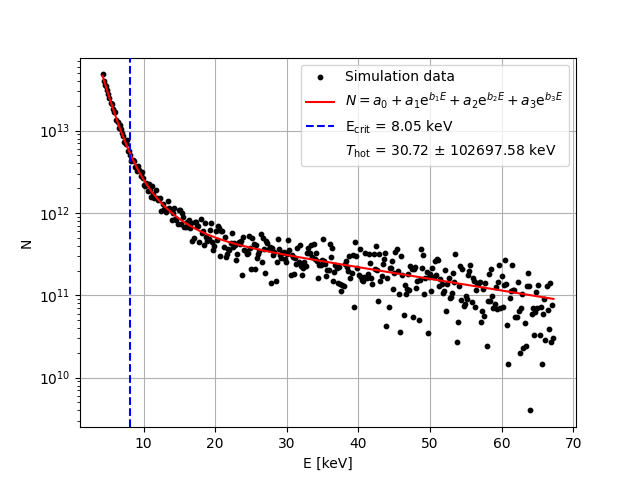 Simulation data
N = a₀ + a₁e^{b₁E} + a₂e^{b₂E} + a₃e^{b₃E}
E_crit = 8.05 keV
T_hot = 30.72 ± 102697.58 keV
10¹³
10¹²
10¹¹
10¹⁰
N
10 20 30 40 50 60 70
E [keV]